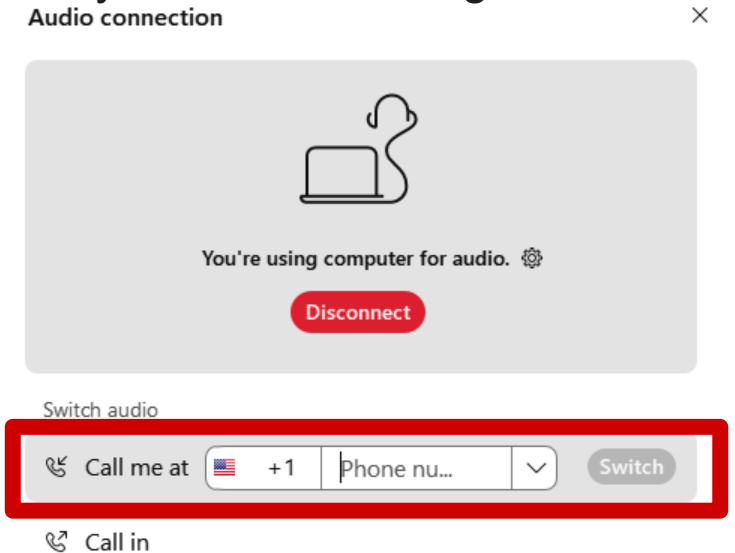 Audio connection
You're using computer for audio.
Disconnect
Switch audio
Call me at +1 Phone nu... Switch
Call in